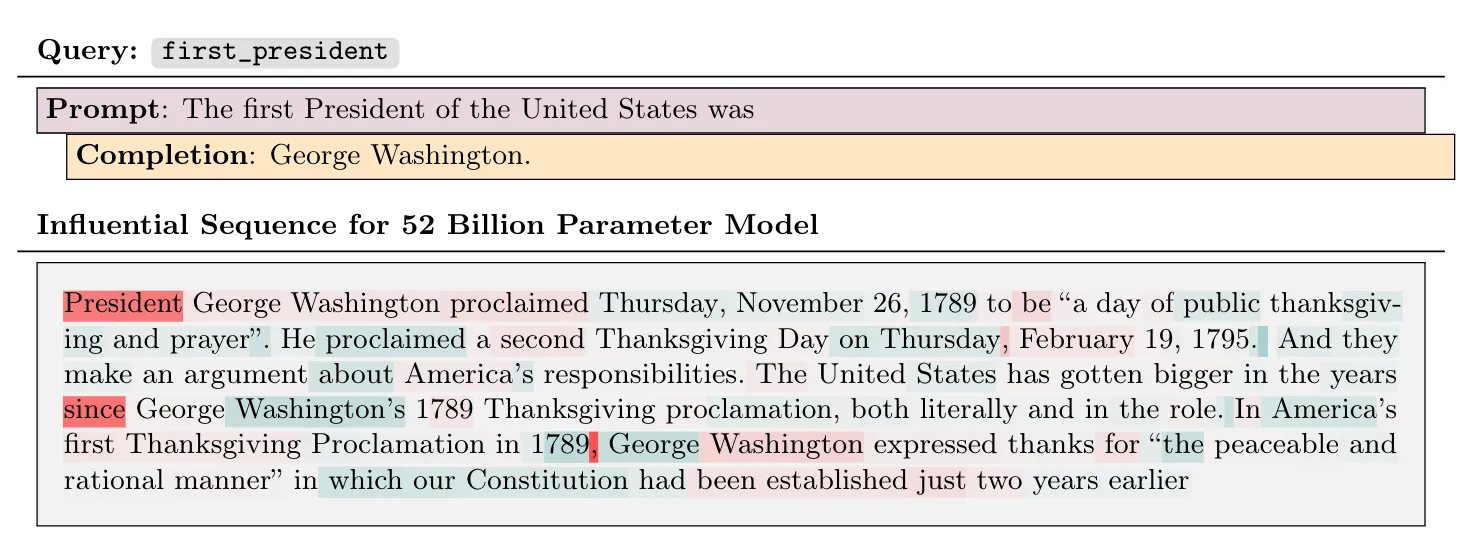 Query: first_president
Prompt: The first President of the United States was
Completion: George Washington.
Influential Sequence for 52 Billion Parameter Model
President George Washington proclaimed Thursday, November 26, 1789 to be “a day of public thanksgiv-
ing and prayer”. He proclaimed a second Thanksgiving Day on Thursday, February 19, 1795. And they
make an argument about America’s responsibilities. The United States has gotten bigger in the years
since George Washington’s 1789 Thanksgiving proclamation, both literally and in the role. In America’s
first Thanksgiving Proclamation in 1789, George Washington expressed thanks for “the peaceable and
rational manner” in which our Constitution had been established just two years earlier